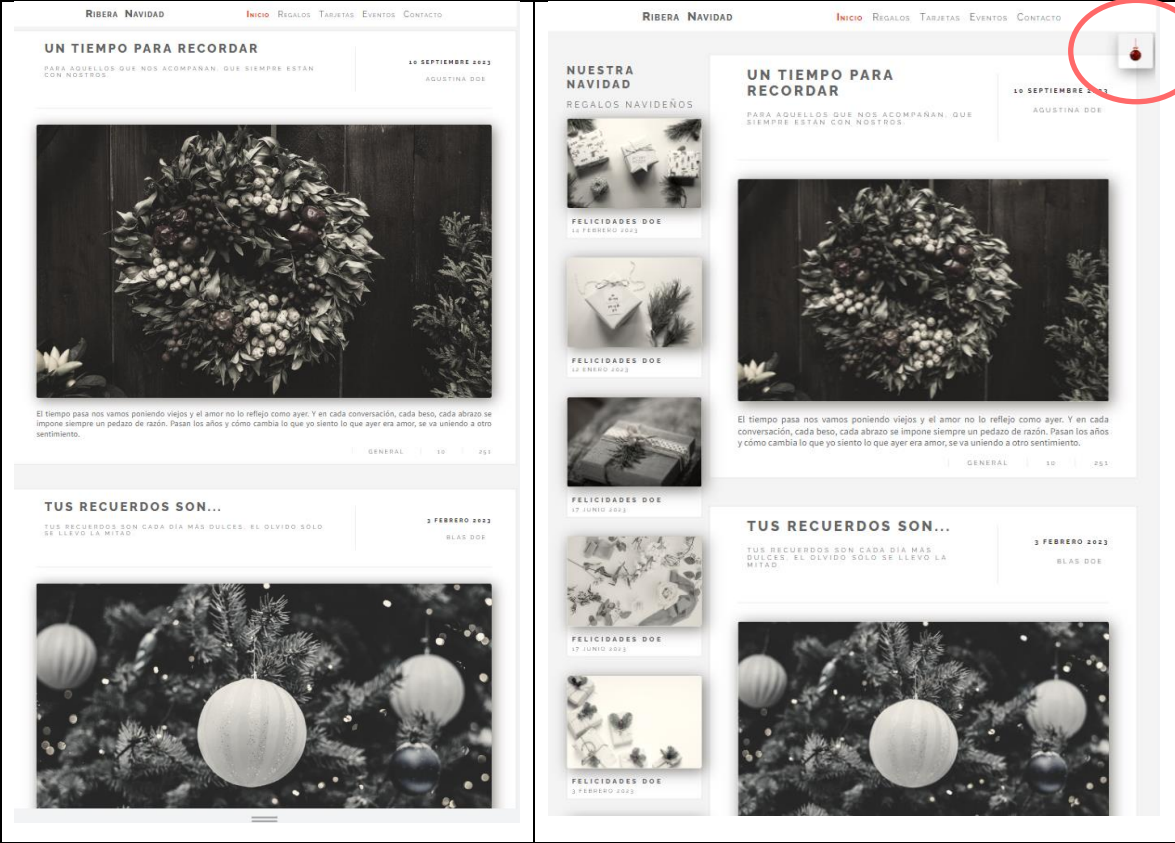 Ribera Navidad
Inicio Regalos Tarjetas Eventos Contacto
UN TIEMPO PARA RECORDAR
PARA AQUELLOS QUE NOS ACOMPAÑAN. QUE SIEMPRE ESTÁN
CON NOSTROS.
10 SEPTIEMBRE 2023
AGUSTINA DOE
El tiempo pasa nos vamos poniendo viejos y el amor no lo reflejo como ayer. Y en cada conversación, cada beso, cada abrazo se
impone siempre un pedazo de razón. Pasan los años y cómo cambia lo que yo siento lo que ayer era amor, se va uniendo a otro
sentimiento.
GENERAL 10 251
TUS RECUERDOS SON...
TUS RECUERDOS SON CADA DÍA MÁS DULCES. EL OLVIDO SÓLO
SE LLEVÓ LA MITAD
3 FEBRERO 2023
BLAS DOE
Ribera Navidad
Inicio Regalos Tarjetas Eventos Contacto
NUESTRA
NAVIDAD
REGALOS NAVIDEÑOS
FELICIDADES DOE
14 FEBRERO 2023
FELICIDADES DOE
12 ENERO 2023
FELICIDADES DOE
17 JUNIO 2023
FELICIDADES DOE
17 JUNIO 2023
FELICIDADES DOE
3 FEBRERO 2023
UN TIEMPO PARA
RECORDAR
PARA AQUELLOS QUE NOS ACOMPAÑAN. QUE
SIEMPRE ESTÁN CON NOSTROS.
10 SEPTIEMBRE 2023
AGUSTINA DOE
El tiempo pasa nos vamos poniendo viejos y el amor no lo reflejo como ayer. Y en cada
conversación, cada beso, cada abrazo se impone siempre un pedazo de razón. Pasan los años
y cómo cambia lo que yo siento lo que ayer era amor, se va uniendo a otro sentimiento.
GENERAL 10 251
TUS RECUERDOS SON...
TUS RECUERDOS SON CADA DÍA MÁS
DULCES. EL OLVIDO SÓLO SE LLEVÓ LA
MITAD
3 FEBRERO 2023
BLAS DOE